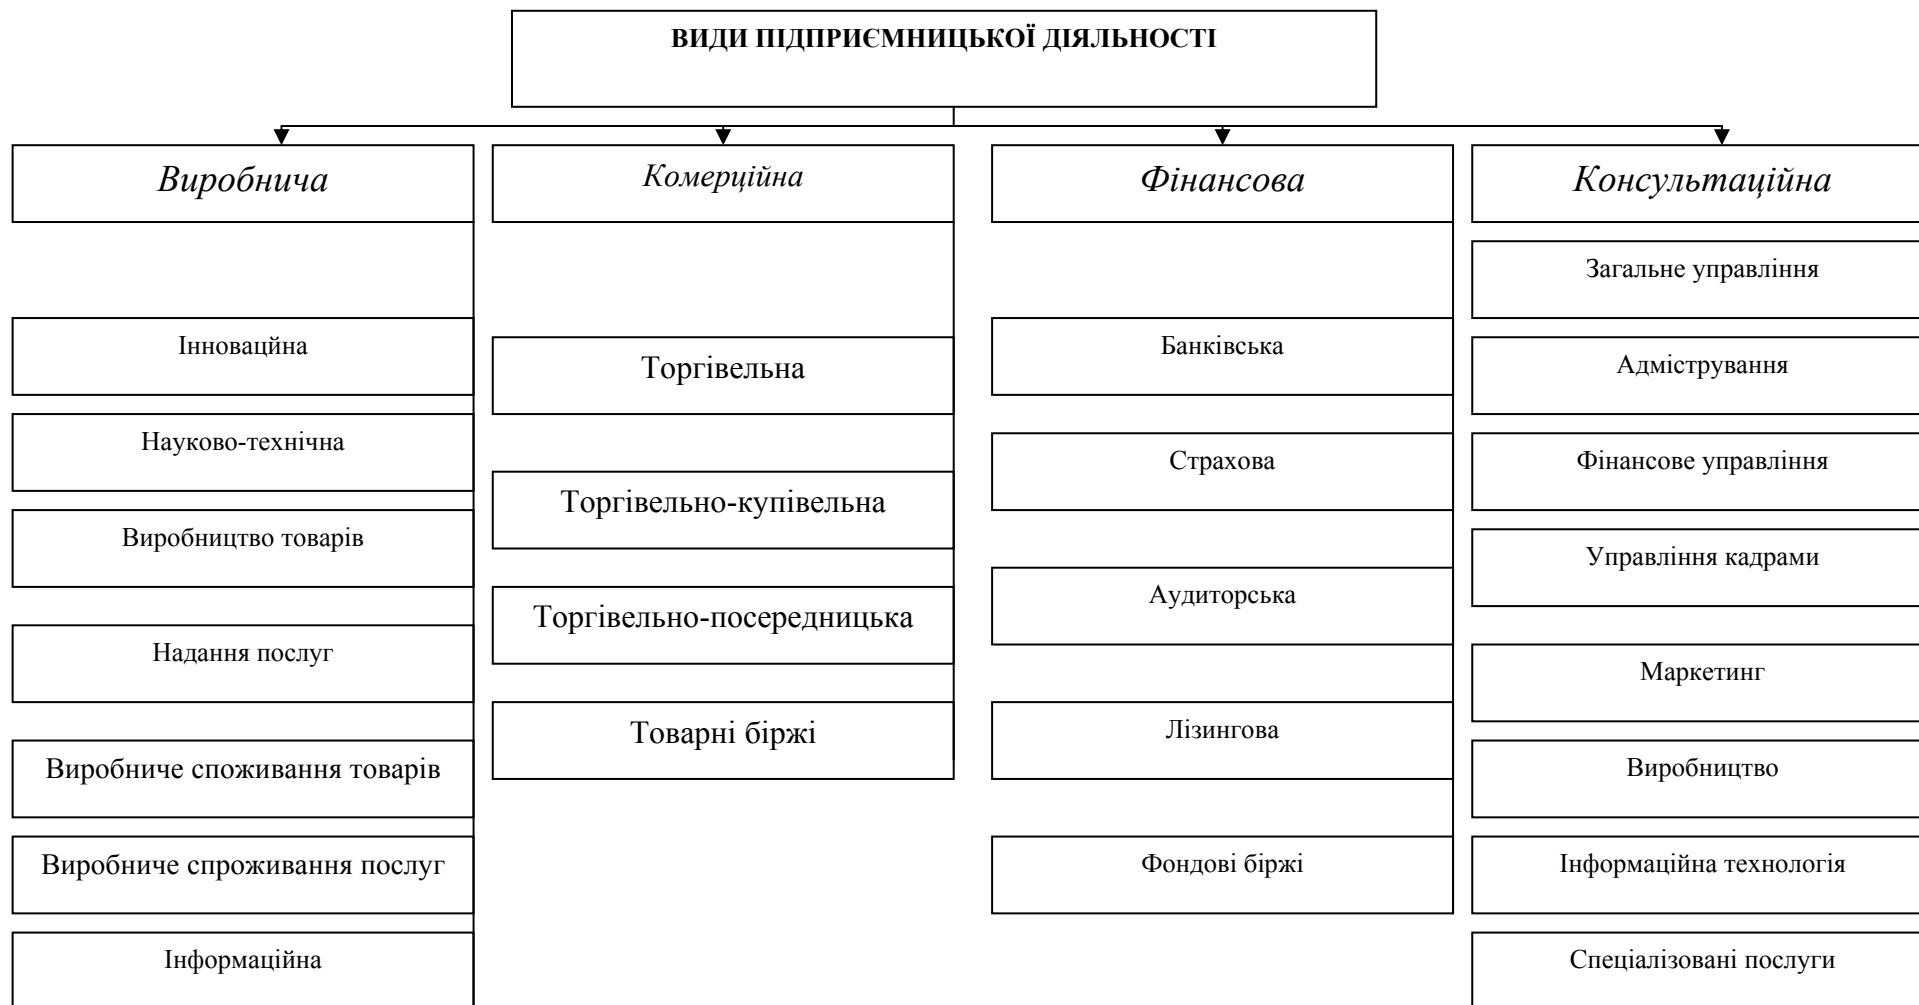 ВИДИ ПІДПРИЄМНИЦЬКОЇ ДІЯЛЬНОСТІ
Виробнича
Інноваційна
Науково-технічна
Виробництво товарів
Надання послуг
Виробниче споживання товарів
Виробниче спроживання послуг
Інформаційна
Комерційна
Торгівельна
Торгівельно-купівельна
Торгівельно-посередницька
Товарні біржі
Фінансова
Банківська
Страхова
Аудиторська
Лізингова
Фондові біржі
Консультаційна
Загальне управління
Адмістрування
Фінансове управління
Управління кадрами
Маркетинг
Виробництво
Інформаційна технологія
Спеціалізовані послуги